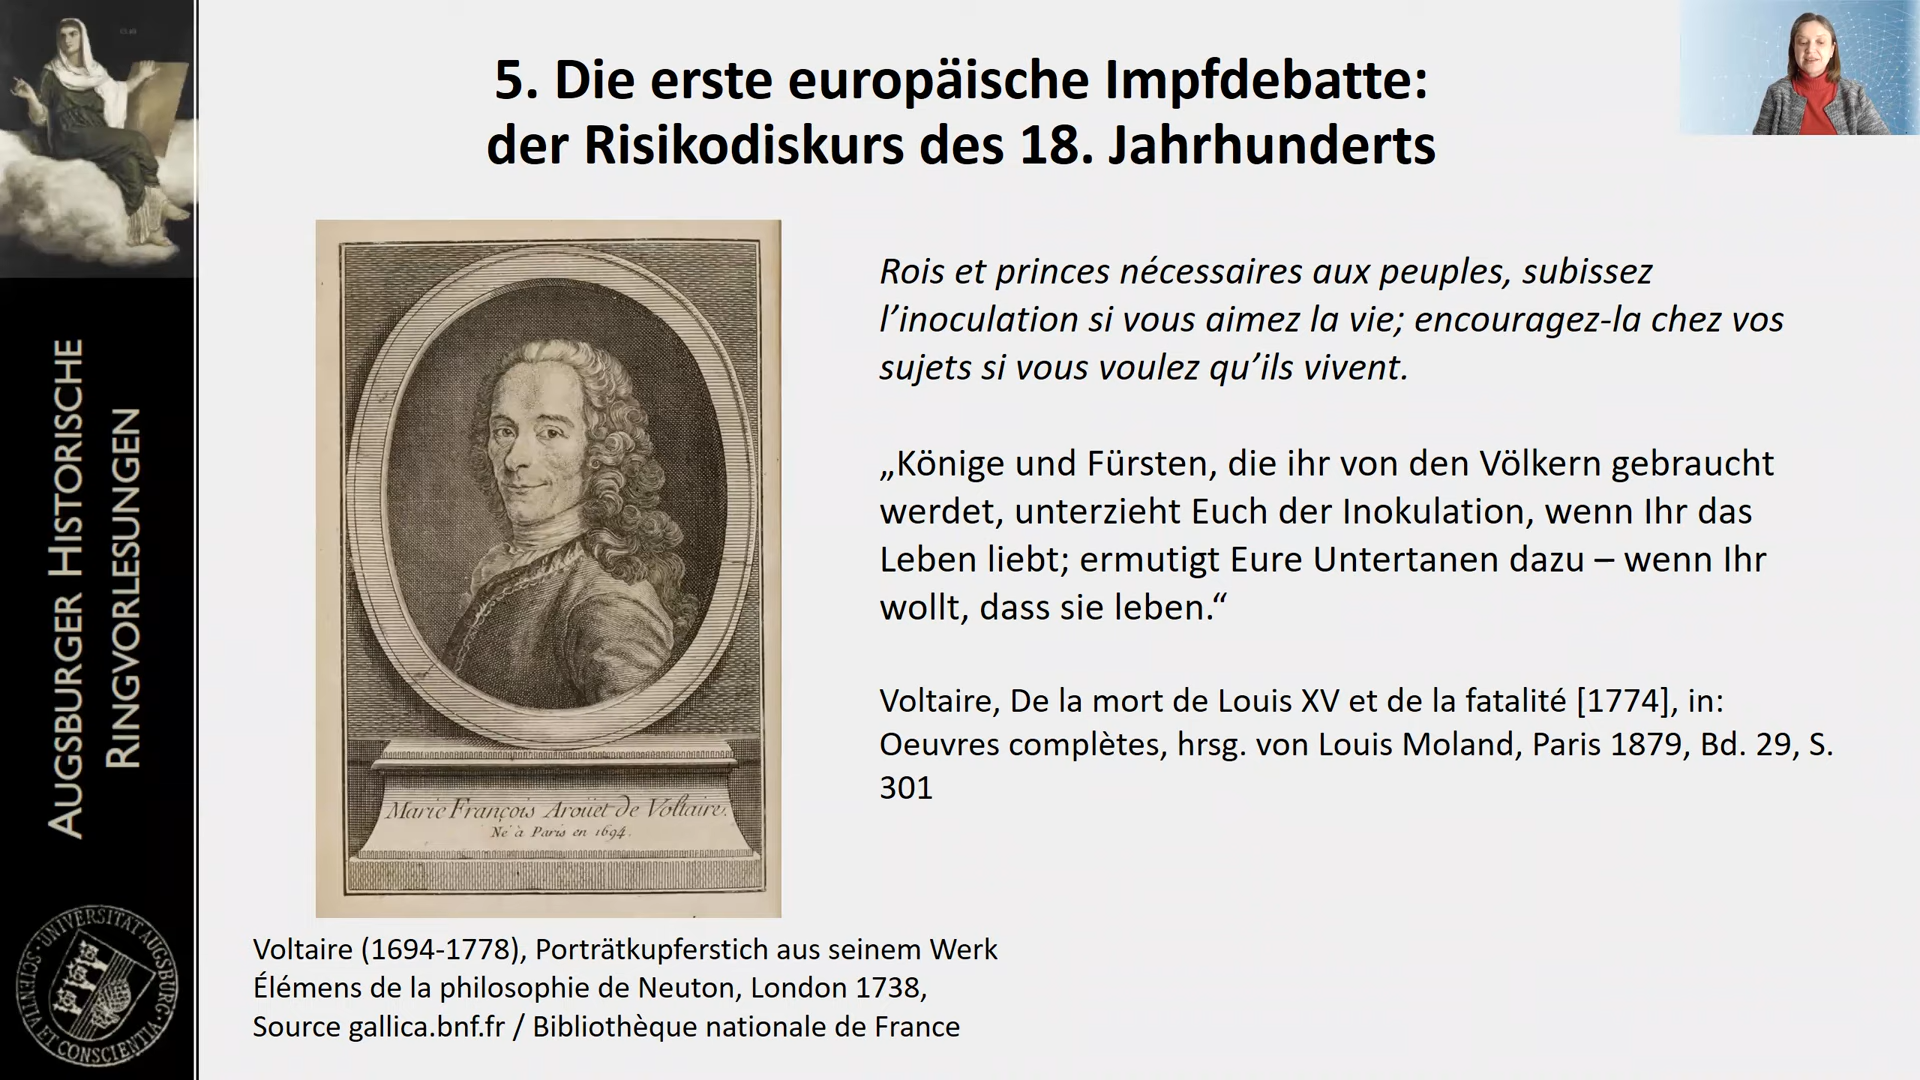 5. Die erste europäische Impfdebatte:
der Risikodiskurs des 18. Jahrhunderts
AUGSBURGER HISTORISCHE
RINGVORLESUNGEN
Rois et princes nécessaires aux peuples, subissez
l’inoculation si vous aimez la vie; encouragez-la chez vos
sujets si vous voulez qu’ils vivent.
„Könige und Fürsten, die ihr von den Völkern gebraucht
werdet, unterzieht Euch der Inokulation, wenn Ihr das
Leben liebt; ermutigt Eure Untertanen dazu – wenn Ihr
wollt, dass sie leben.“
Voltaire, De la mort de Louis XV et de la fatalité [1774], in:
Oeuvres complètes, hrsg. von Louis Moland, Paris 1879, Bd. 29, S.
301
Marie François Aroüet de Voltaire.
Né à Paris en 1694.
Voltaire (1694-1778), Porträtkupferstich aus seinem Werk
Élémens de la philosophie de Neuton, London 1738,
Source gallica.bnf.fr / Bibliothèque nationale de France
UNIVERSITAT AUGSBURG
SCIENTIA ET CONSCIENTIA